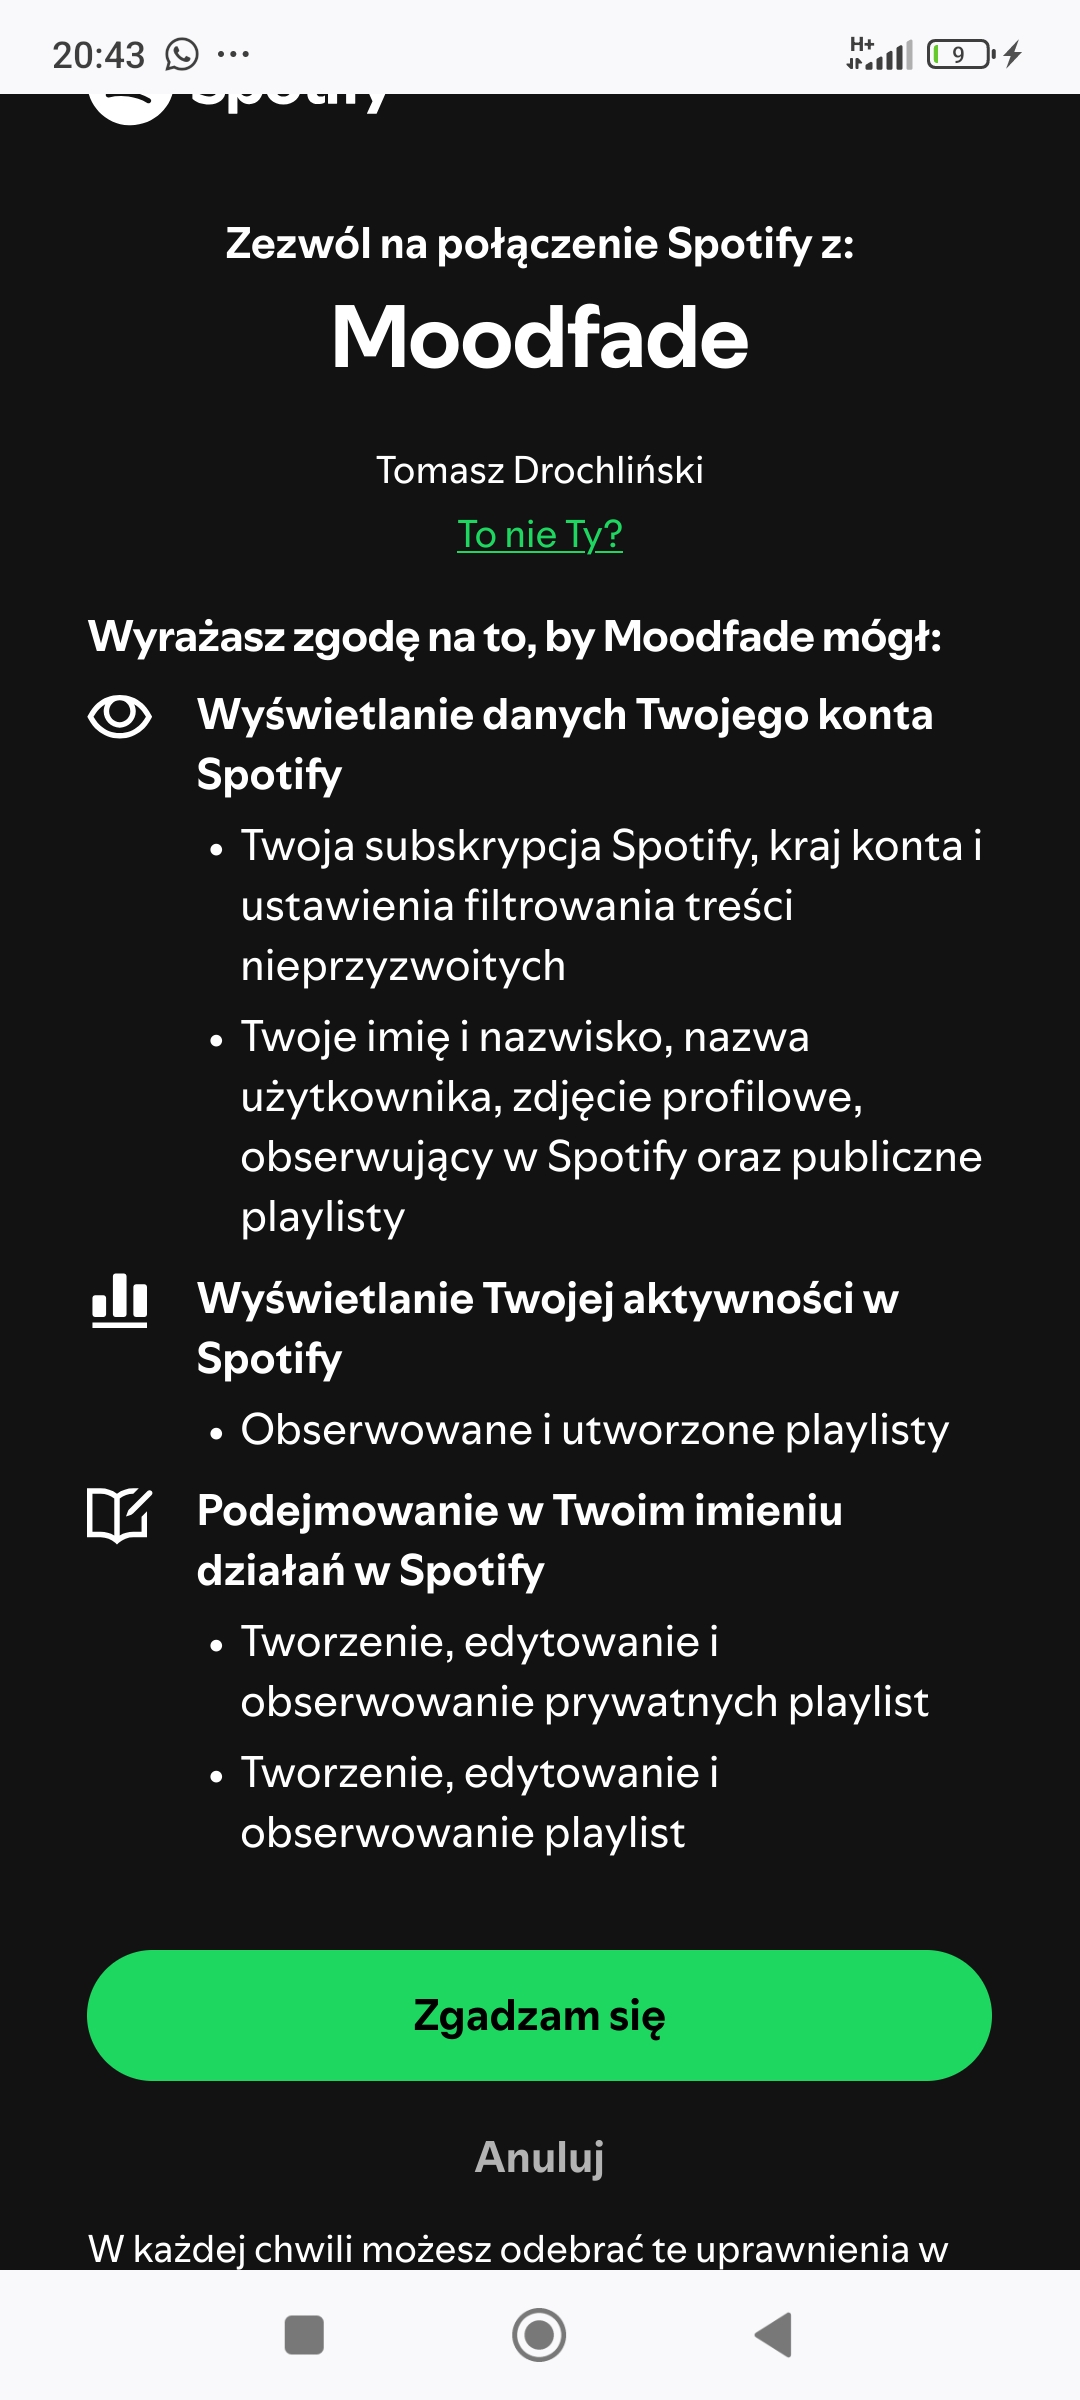 20:43
H+
9
Spotify
Zezwól na połączenie Spotify z:
Moodfade
Tomasz Drochliński
To nie Ty?
Wyrażasz zgodę na to, by Moodfade mógł:
Wyświetlanie danych Twojego konta
Spotify
• Twoja subskrypcja Spotify, kraj konta i
ustawienia filtrowania treści
nieprzyzwoitych
• Twoje imię i nazwisko, nazwa
użytkownika, zdjęcie profilowe,
obserwujący w Spotify oraz publiczne
playlisty
Wyświetlanie Twojej aktywności w
Spotify
• Obserwowane i utworzone playlisty
Podejmowanie w Twoim imieniu
działań w Spotify
• Tworzenie, edytowanie i
obserwowanie prywatnych playlist
• Tworzenie, edytowanie i
obserwowanie playlist
Zgadzam się
Anuluj
W każdej chwili możesz odebrać te uprawnienia w